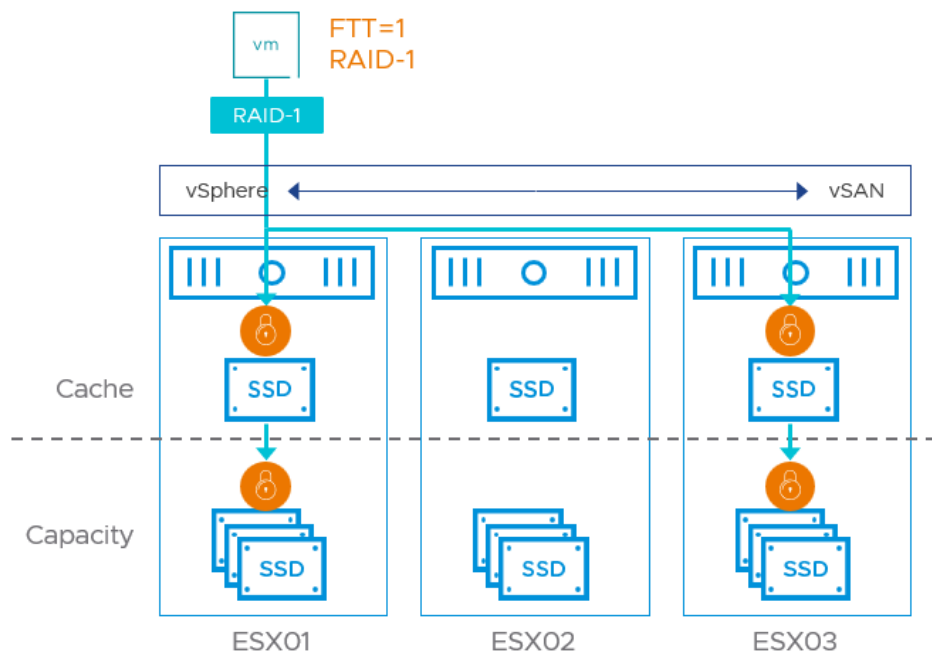 vm
FTT=1
RAID-1
RAID-1
vSphere vSAN
Cache
SSD SSD SSD
Capacity
SSD SSD SSD
ESX01 ESX02 ESX03